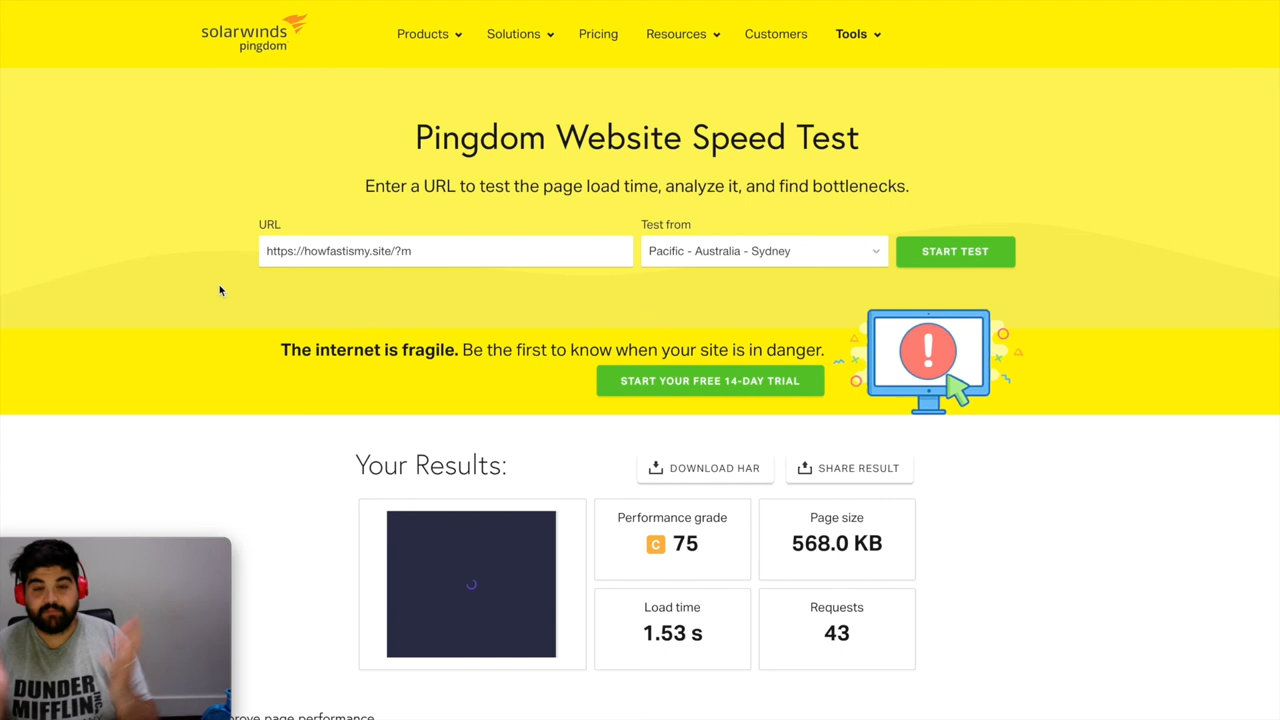 solarwinds
pingdom
Products
Solutions
Pricing
Resources
Customers
Tools
Pingdom Website Speed Test
Enter a URL to test the page load time, analyze it, and find bottlenecks.
URL
Test from
https://howfastismy.site/?m
Pacific - Australia - Sydney
START TEST
The internet is fragile. Be the first to know when your site is in danger.
START YOUR FREE 14-DAY TRIAL
!
Your Results:
DOWNLOAD HAR
SHARE RESULT
Performance grade
C 75
Page size
568.0 KB
Load time
1.53 s
Requests
43
DUNDER
MIFFLIN
INC.
prove page performance